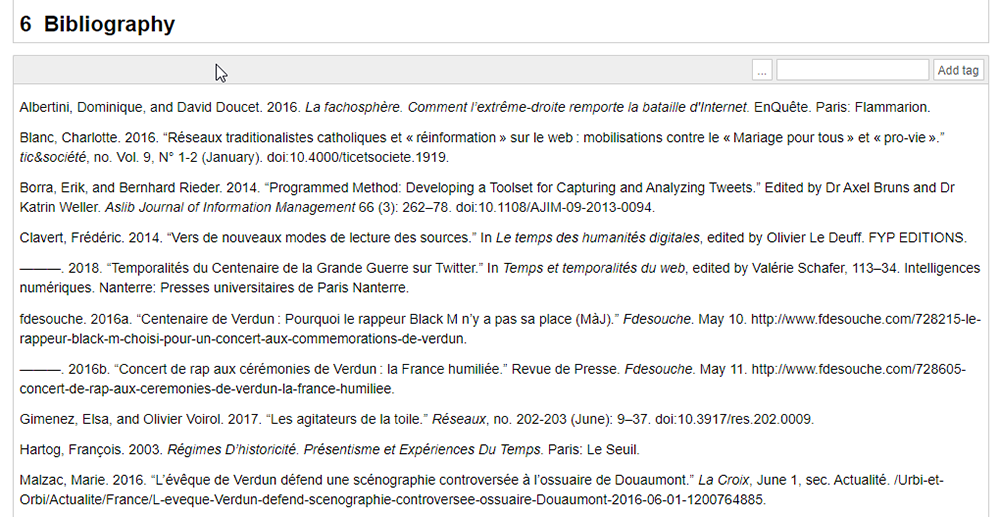 6 Bibliography
... Add tag
Albertini, Dominique, and David Doucet. 2016. La fachosphère. Comment l'extrême-droite remporte la bataille d'Internet. EnQuête. Paris: Flammarion.
Blanc, Charlotte. 2016. “Réseaux traditionalistes catholiques et « réinformation » sur le web : mobilisations contre le « Mariage pour tous » et « pro-vie ».”
tic&société, no. Vol. 9, N° 1-2 (January). doi:10.4000/ticetsociete.1919.
Borra, Erik, and Bernhard Rieder. 2014. “Programmed Method: Developing a Toolset for Capturing and Analyzing Tweets.” Edited by Dr Axel Bruns and Dr
Katrin Weller. Aslib Journal of Information Management 66 (3): 262–78. doi:10.1108/AJIM-09-2013-0094.
Clavert, Frédéric. 2014. “Vers de nouveaux modes de lecture des sources.” In Le temps des humanités digitales, edited by Olivier Le Deuff. FYP EDITIONS.
———. 2018. “Temporalités du Centenaire de la Grande Guerre sur Twitter.” In Temps et temporalités du web, edited by Valérie Schafer, 113–34. Intelligences
numériques. Nanterre: Presses universitaires de Paris Nanterre.
fdesouche. 2016a. “Centenaire de Verdun : Pourquoi le rappeur Black M n’y a pas sa place (MàJ).” Fdesouche. May 10. http://www.fdesouche.com/728215-le-
rappeur-black-m-choisi-pour-un-concert-aux-commemorations-de-verdun.
———. 2016b. “Concert de rap aux cérémonies de Verdun : la France humiliée.” Revue de Presse. Fdesouche. May 11. http://www.fdesouche.com/728605-
concert-de-rap-aux-ceremonies-de-verdun-la-france-humiliee.
Gimenez, Elsa, and Olivier Voirol. 2017. “Les agitateurs de la toile.” Réseaux, no. 202-203 (June): 9–37. doi:10.3917/res.202.0009.
Hartog, François. 2003. Régimes D’historicité. Présentisme et Expériences Du Temps. Paris: Le Seuil.
Malzac, Marie. 2016. “L’évêque de Verdun défend une scénographie controversée à l’ossuaire de Douaumont.” La Croix, June 1, sec. Actualité. /Urbi-et-
Orbi/Actualite/France/L-eveque-Verdun-defend-scenographie-controversee-ossuaire-Douaumont-2016-06-01-1200764885.